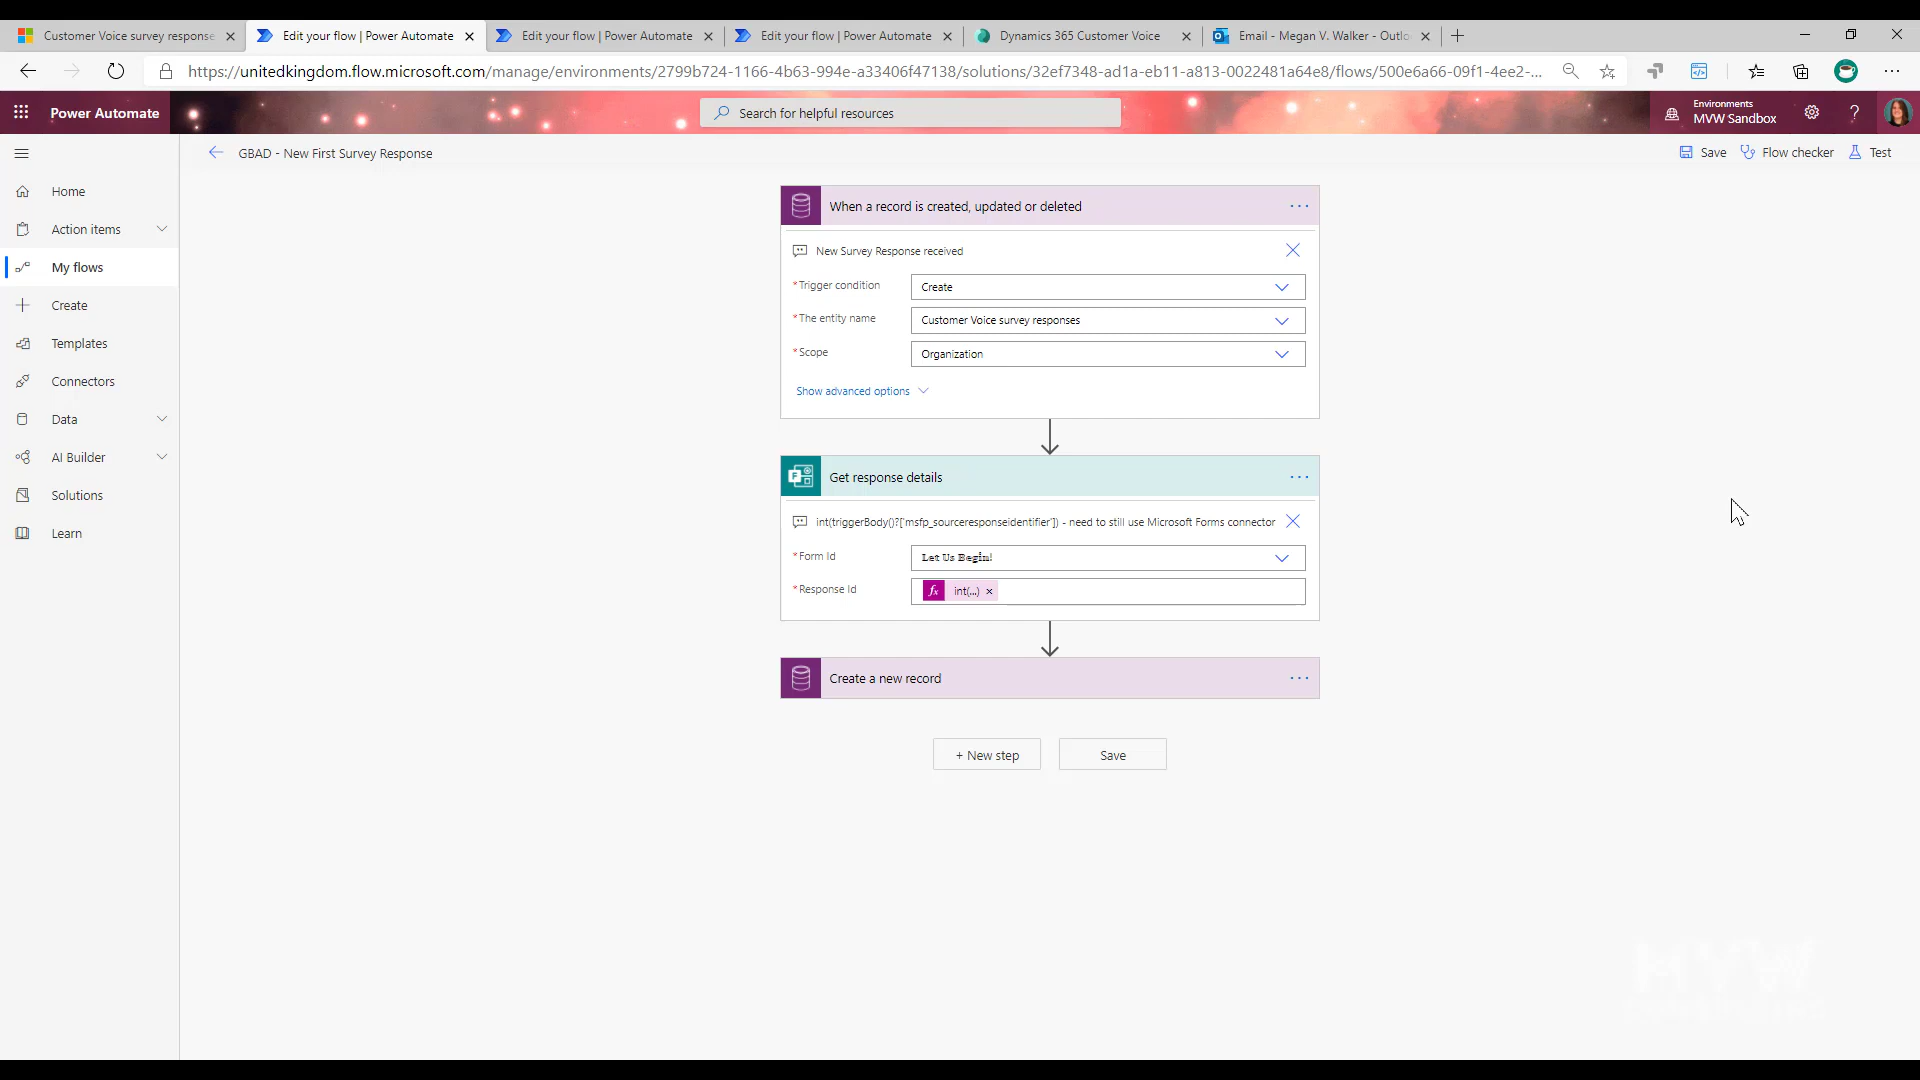 Customer Voice survey response
Edit your flow | Power Automate
Edit your flow | Power Automate
Edit your flow | Power Automate
Dynamics 365 Customer Voice
Email - Megan V. Walker - Outlo
https://unitedkingdom.flow.microsoft.com/manage/environments/2799b724-1166-4b63-994e-a33406f47138/solutions/32ef7348-ad1a-eb11-a813-0022481a64e8/flows/500e6a66-09f1-4ee2-...
Power Automate
Search for helpful resources
Environments
MVW Sandbox
GBAD - New First Survey Response
Save
Flow checker
Test
Home
Action items
My flows
Create
Templates
Connectors
Data
AI Builder
Solutions
Learn
When a record is created, updated or deleted
New Survey Response received
*Trigger condition
Create
*The entity name
Customer Voice survey responses
*Scope
Organization
Show advanced options
Get response details
int(triggerBody()?['msfp_sourceresponseidentifier']) - need to still use Microsoft Forms connector
*Form Id
Let Us Begin!
*Response Id
fx int(...) ×
Create a new record
+ New step
Save
MVW